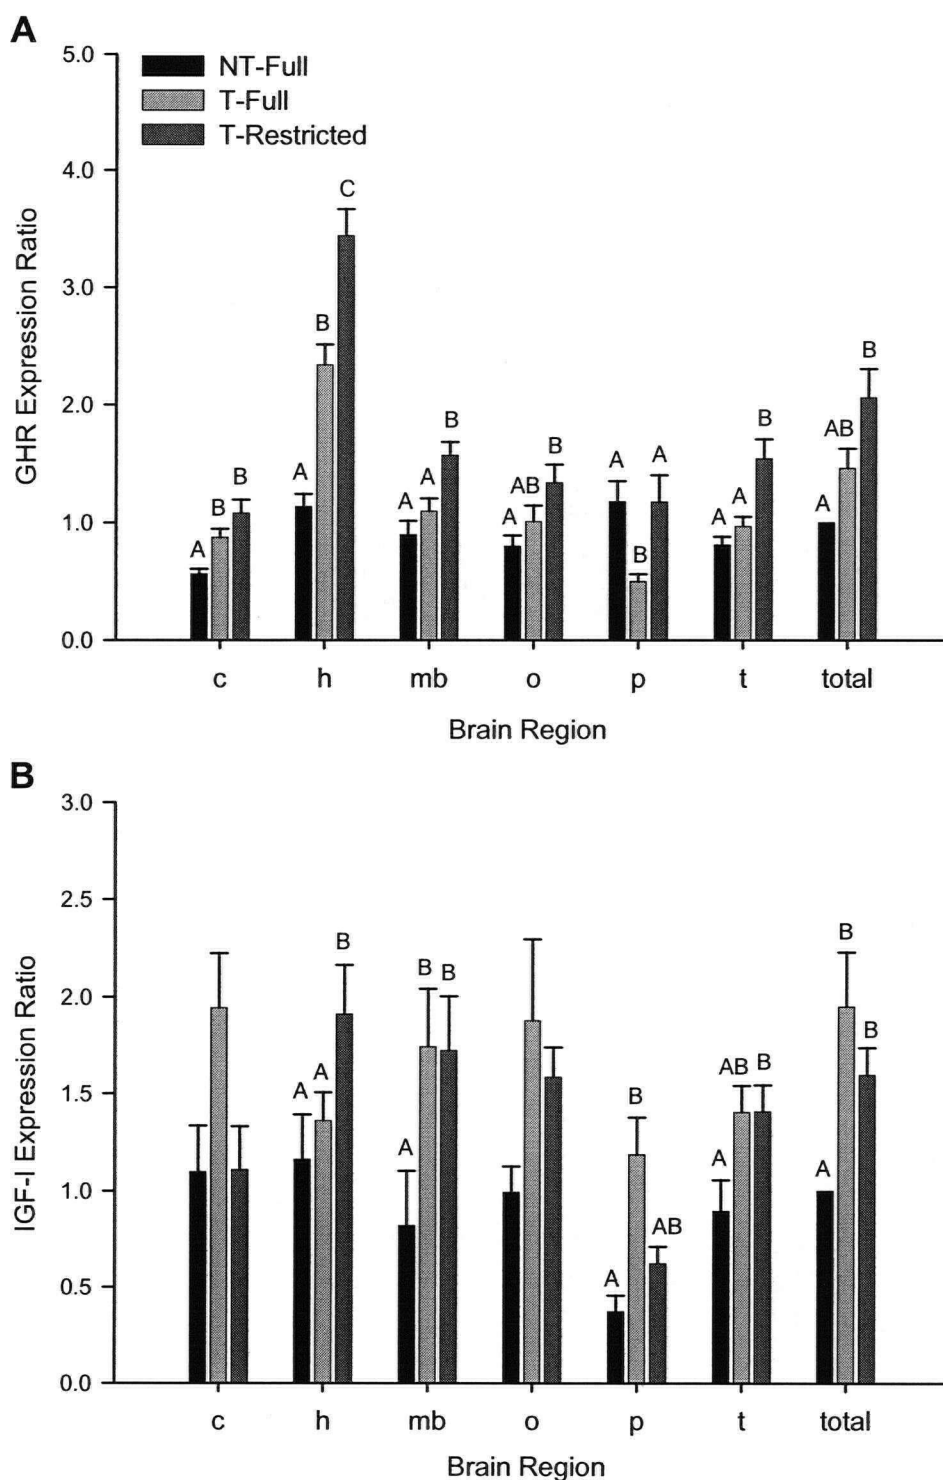 A
5.0
NT-Full
T-Full
T-Restricted
4.0
C
3.0
B
B
2.0
B
B
AB
B
A
A
A
AB
B
B
A
A
A
A
A
1.0
A
B
0.0
c h mb o p t total
GHR Expression Ratio
Brain Region
B
3.0
2.5
B
B
B B
2.0
B
A
A
B
AB B
1.5
A
A
A
1.0
AB
A
0.5
0.0
c h mb o p t total
IGF-I Expression Ratio
Brain Region